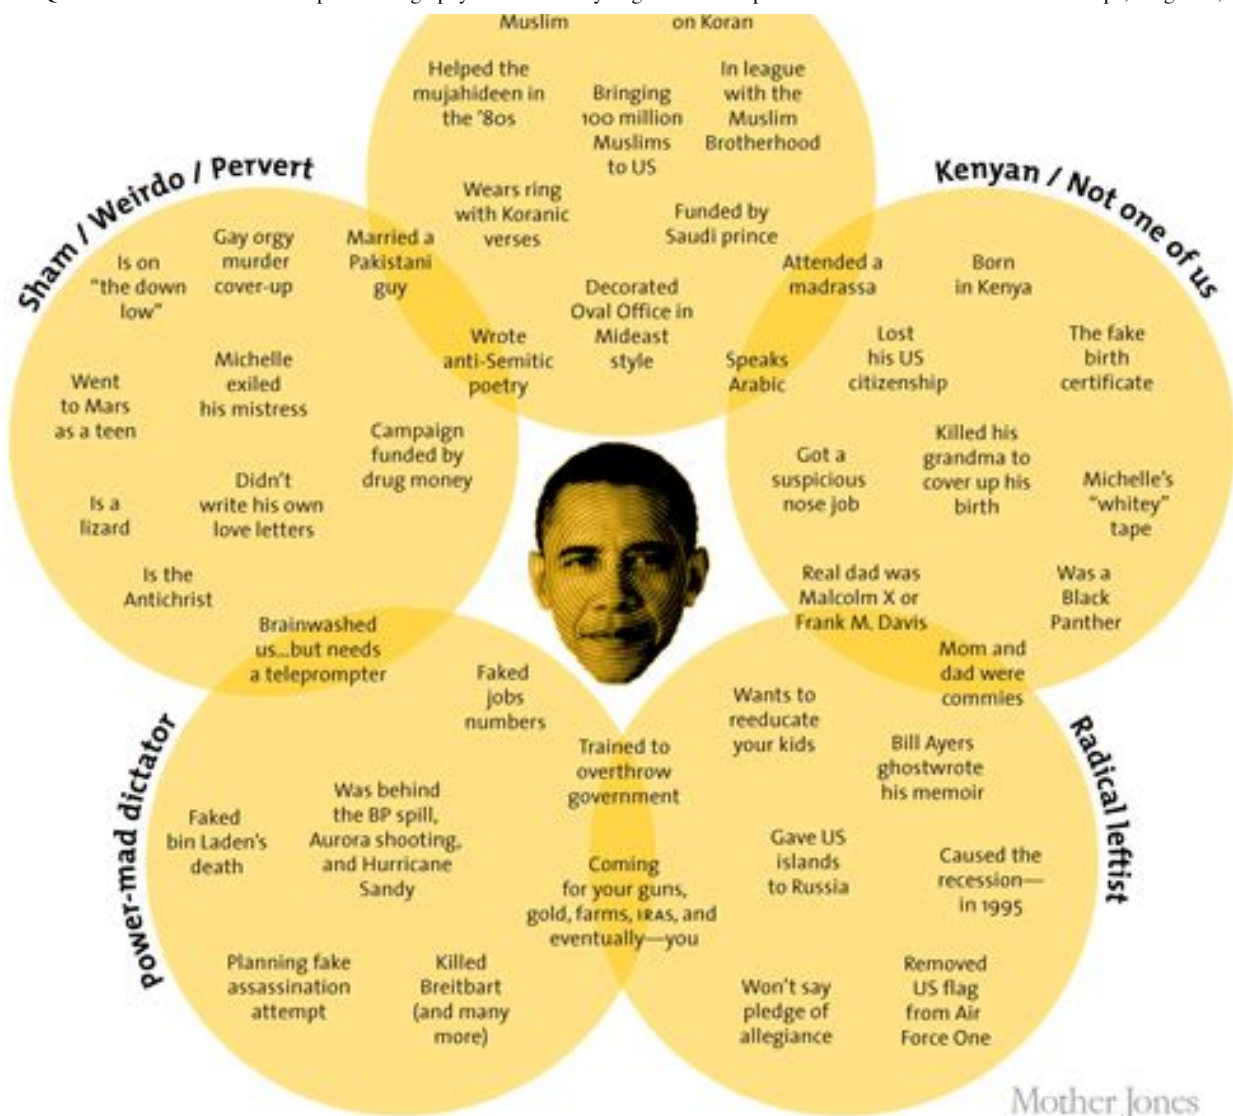 Muslim
on Koran
Helped the
mujahideen in
the '80s
Bringing
100 million
Muslims
to US
In league
with the
Muslim
Brotherhood
Wears ring
with Koranic
verses
Funded by
Saudi prince
Decorated
Oval Office in
Mideast
style
Sham / Weirdo / Pervert
Is on
"the down
low"
Gay orgy
murder
cover-up
Married a
Pakistani
guy
Wrote
anti-Semitic
poetry
Went
to Mars
as a teen
Michelle
exiled
his mistress
Campaign
funded by
drug money
Is a
lizard
Didn't
write his own
love letters
Is the
Antichrist
Brainwashed
us...but needs
a teleprompter
Kenyan / Not one of us
Attended a
madrassa
Born
in Kenya
Speaks
Arabic
Lost
his US
citizenship
The fake
birth
certificate
Got a
suspicious
nose job
Killed his
grandma to
cover up his
birth
Michelle's
"whitey"
tape
Real dad was
Malcolm X or
Frank M. Davis
Was a
Black
Panther
Mom and
dad were
commies
Power-mad dictator
Faked
jobs
numbers
Trained to
overthrow
government
Faked
bin Laden's
death
Was behind
the BP spill,
Aurora shooting,
and Hurricane
Sandy
Coming
for your guns,
gold, farms, IRAS, and
eventually—you
Planning fake
assassination
attempt
Killed
Breitbart
(and many
more)
Radical leftist
Wants to
reeducate
your kids
Bill Ayers
ghostwrote
his memoir
Gave US
islands
to Russia
Caused the
recession—
in 1995
Won't say
pledge of
allegiance
Removed
US flag
from Air
Force One
Mother Jones